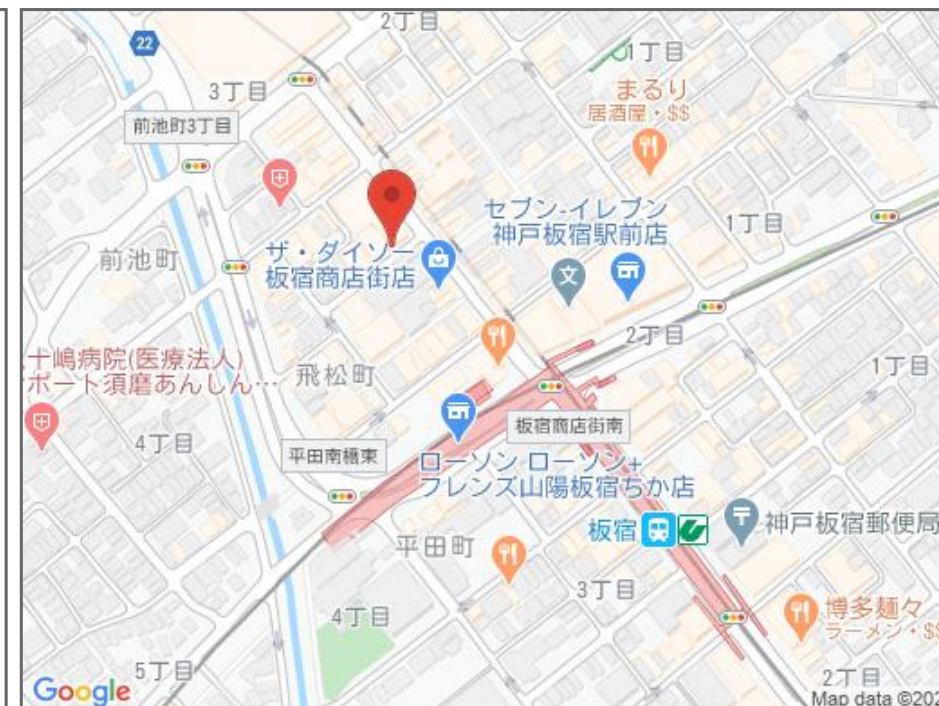 2丁目
22
1丁目
3丁目
まるり
居酒屋・$$
前池町3丁目
セブン-イレブン
神戸板宿駅前店
1丁目
前池町
ザ・ダイソー
板宿商店街店
2丁目
十嶋病院(医療法人)
ポート須磨あんしん…
飛松町
1丁目
板宿商店街南
4丁目
平田南橋東
ローソン ローソン+
フレンズ山陽板宿ちか店
板宿
神戸板宿郵便局
平田町
3丁目
4丁目
博多麺々
ラーメン・$$
5丁目
2丁目
Google
Map data ©202